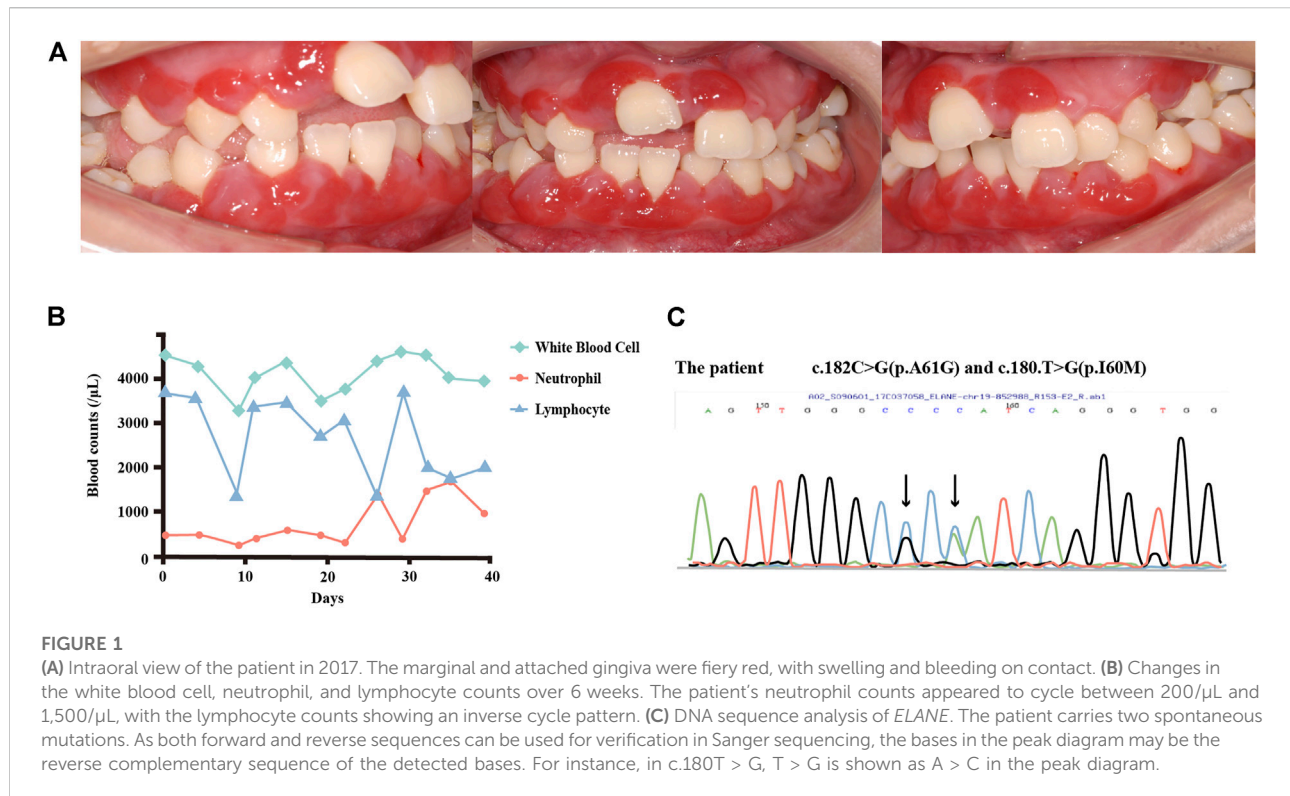 A
B
White Blood Cell
Neutrophil
Lymphocyte
Blood counts (/μL)
4000
3000
2000
1000
0
0 10 20 30 40
Days
C
The patient c.182C>G(p.A61G) and c.180.T>G(p.I60M)
A02_S090601_17C037058_ELANE-chr19-852988_R153-E2_R.ab1
A G T T G G G C C C C A T C A G G G T G G
FIGURE 1
(A) Intraoral view of the patient in 2017. The marginal and attached gingiva were fiery red, with swelling and bleeding on contact. (B) Changes in
the white blood cell, neutrophil, and lymphocyte counts over 6 weeks. The patient's neutrophil counts appeared to cycle between 200/μL and
1,500/μL, with the lymphocyte counts showing an inverse cycle pattern. (C) DNA sequence analysis of ELANE. The patient carries two spontaneous
mutations. As both forward and reverse sequences can be used for verification in Sanger sequencing, the bases in the peak diagram may be the
reverse complementary sequence of the detected bases. For instance, in c.180T > G, T > G is shown as A > C in the peak diagram.